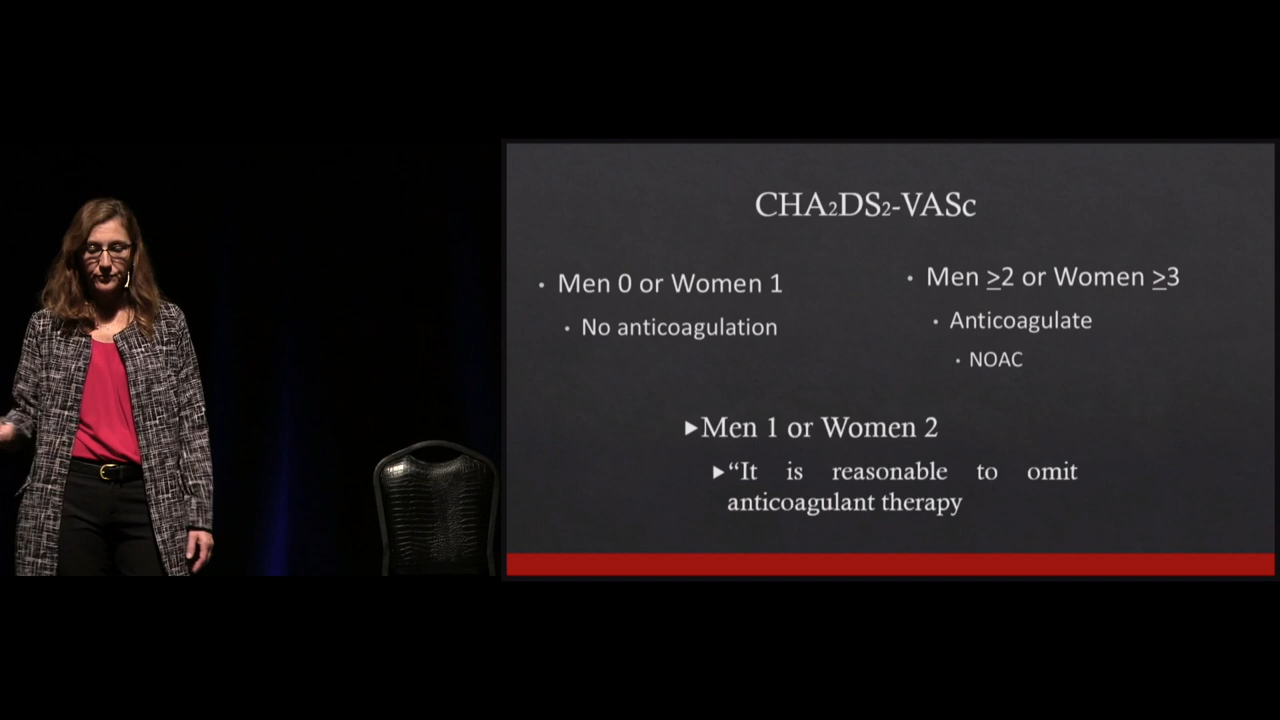 CHA₂DS₂-VASc
• Men 0 or Women 1
• No anticoagulation
• Men ≥2 or Women ≥3
• Anticoagulate
• NOAC
▶Men 1 or Women 2
▶“It is reasonable to omit
anticoagulant therapy